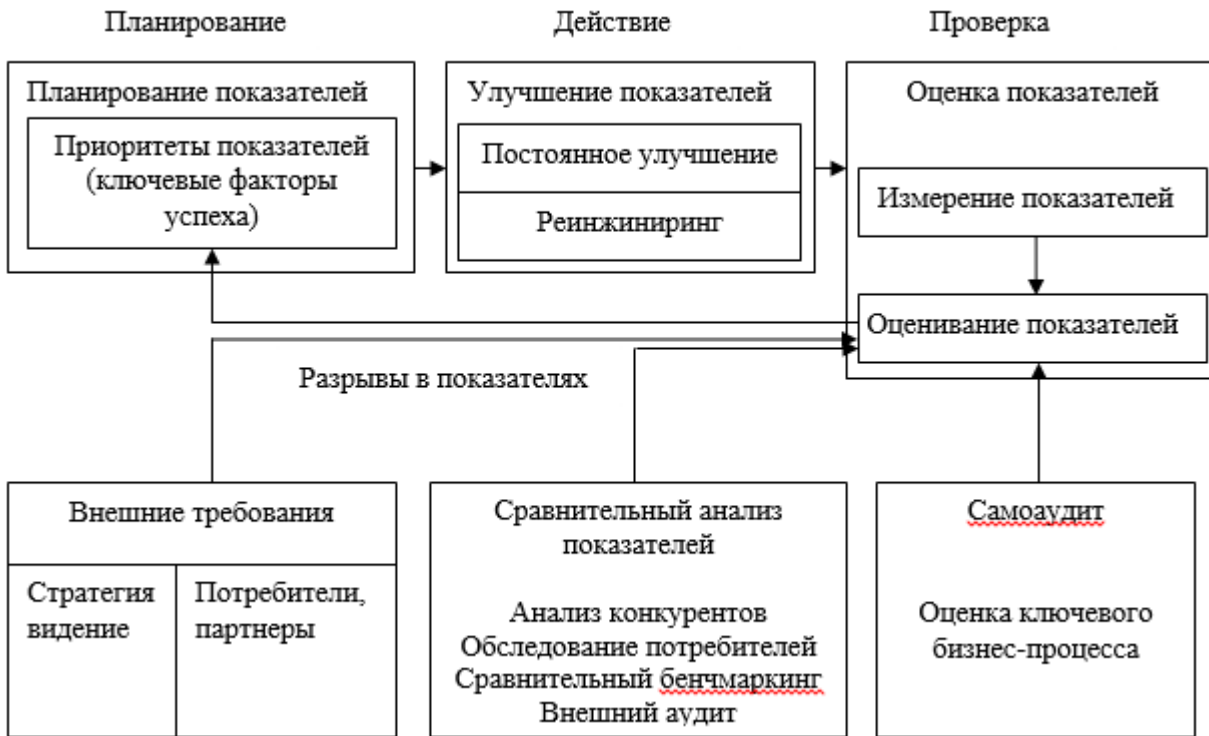 Планирование
Действие
Проверка
Планирование показателей
Приоритеты показателей
(ключевые факторы
успеха)
Улучшение показателей
Постоянное улучшение
Реинжиниринг
Оценка показателей
Измерение показателей
Оценивание показателей
Разрывы в показателях
Внешние требования
Стратегия
видение
Потребители,
партнеры
Сравнительный анализ
показателей
Анализ конкурентов
Обследование потребителей
Сравнительный бенчмаркинг
Внешний аудит
Самоаудит
Оценка ключевого
бизнес-процесса